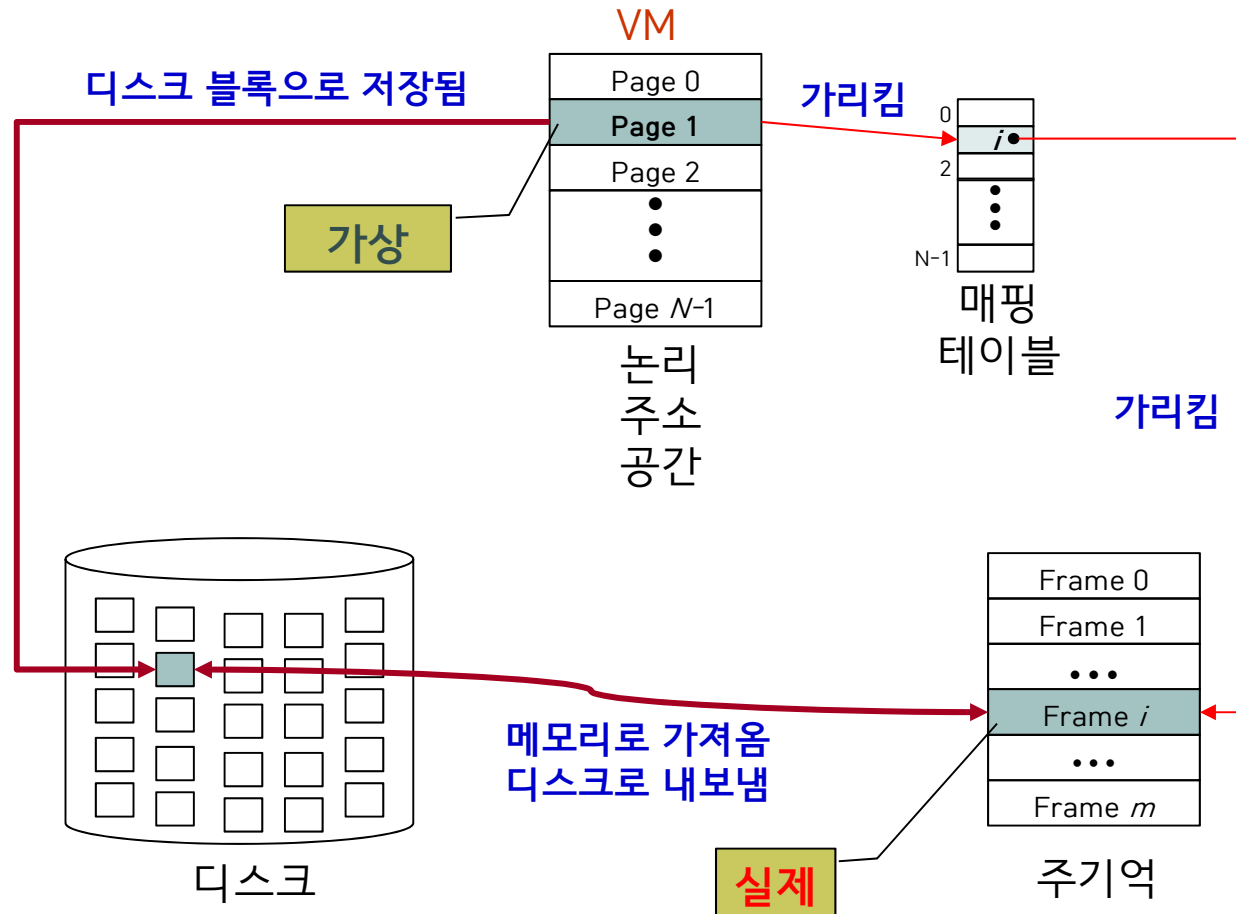 VM
디스크 블록으로 저장됨
Page 0
Page 1
Page 2
Page N-1
가상
논리
주소
공간
가리킴
0
i
2
N-1
매핑
테이블
가리킴
디스크
메모리로 가져옴
디스크로 내보냄
Frame 0
Frame 1
•••
Frame i
•••
Frame m
실제
주기억